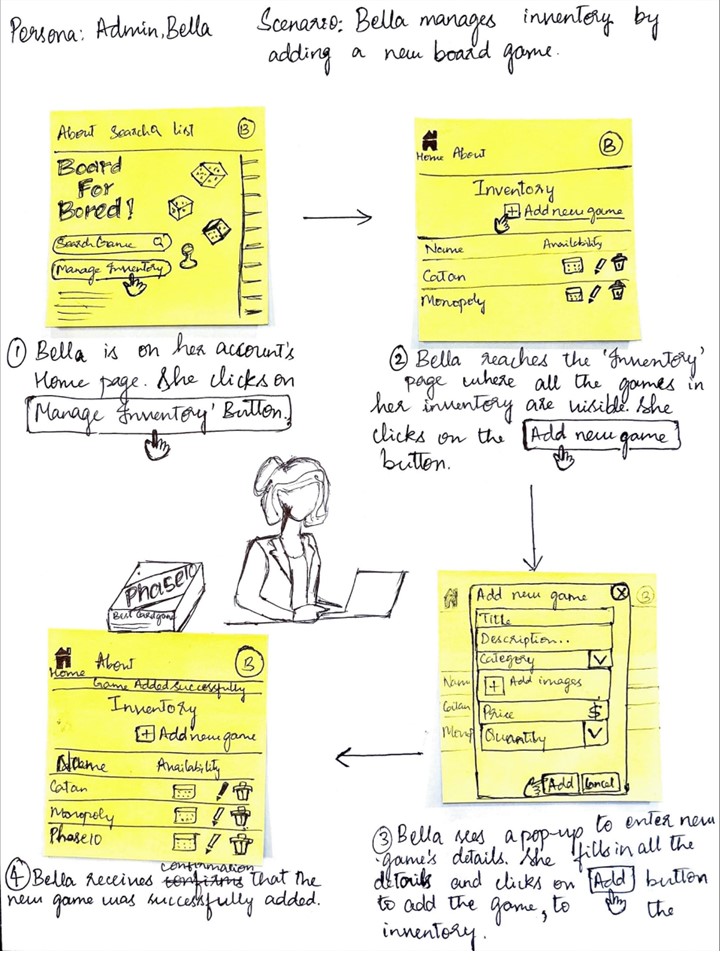 Persona: Admin, Bella
Scenario: Bella manages inventory by
adding a new board game.
About Search a List B
Board
For
Bored!
Search Game
Manage Inventory
① Bella is on her account's
Home page. She clicks on
'Manage Inventory' Button.
Home About B
Inventory
+ Add new game
Name Availability
Catan
Monopoly
② Bella reaches the 'Inventory'
page where all the games in
her inventory are visible. She
clicks on the 'Add new game'
button.
Phase10
Best Card game
B
Add new game X
Title
Description..
Category
Nam + Add images
Catan Price $
Monop Quantity
Add Cancel
③ Bella sees a pop-up to enter new
game's details. She fills in all the
details and clicks on Add button
to add the game, to the
inventory.
Home About B
Game Added successfully
Inventory
+ Add new game
Name Availability
Catan
Monopoly
Phase10
④ Bella receives confirmation that the
new game was successfully added.